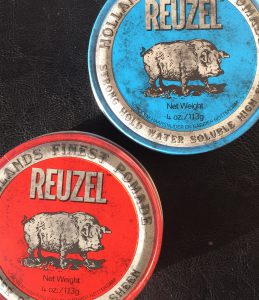 HOLLANDS
REUZEL
Net Weight
4 oz./113g
STRONG HOLD WATER SOLUBLE HIGH
LANDS FINEST POMADE
REUZEL
Net Weight
4 oz./113g
SHEEN